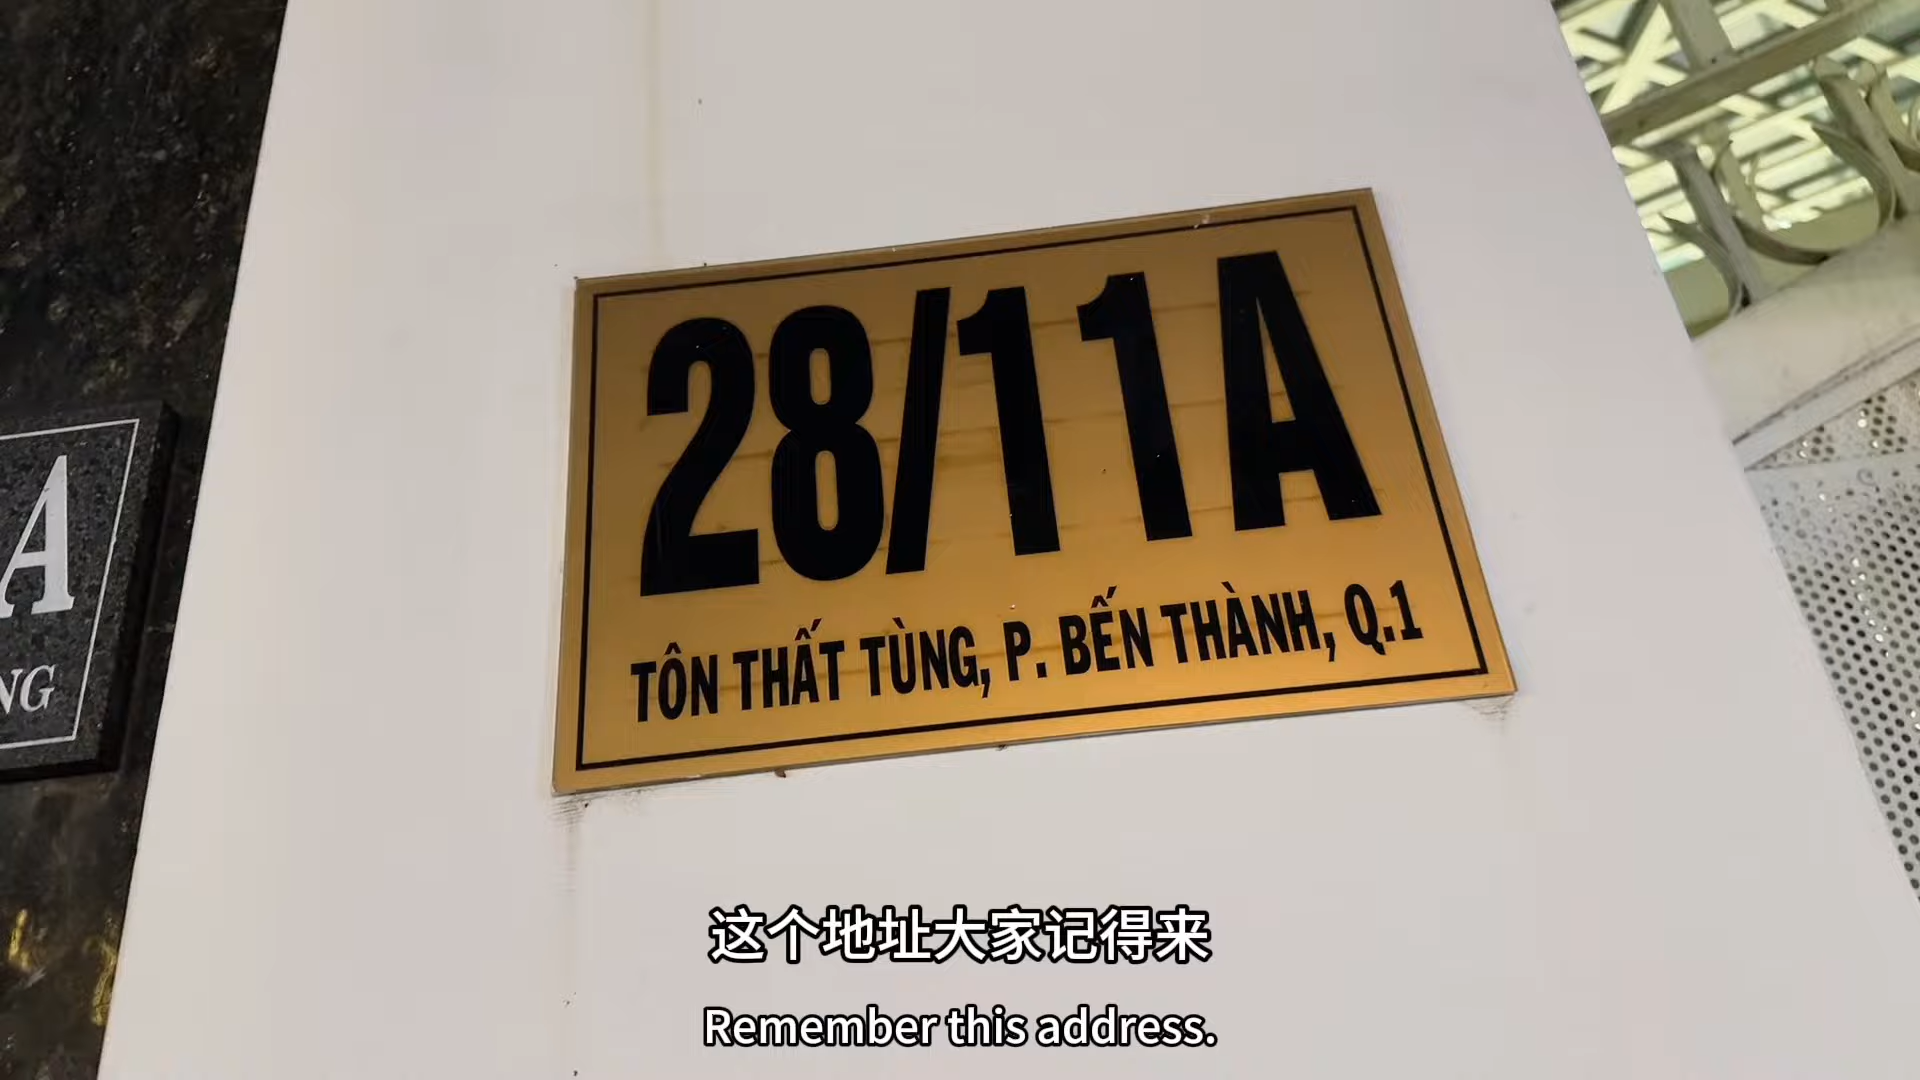 28/11A
TÔN THẤT TÙNG, P. BẾN THÀNH, Q.1
A
NG
这个地址大家记得来
Remember this address.